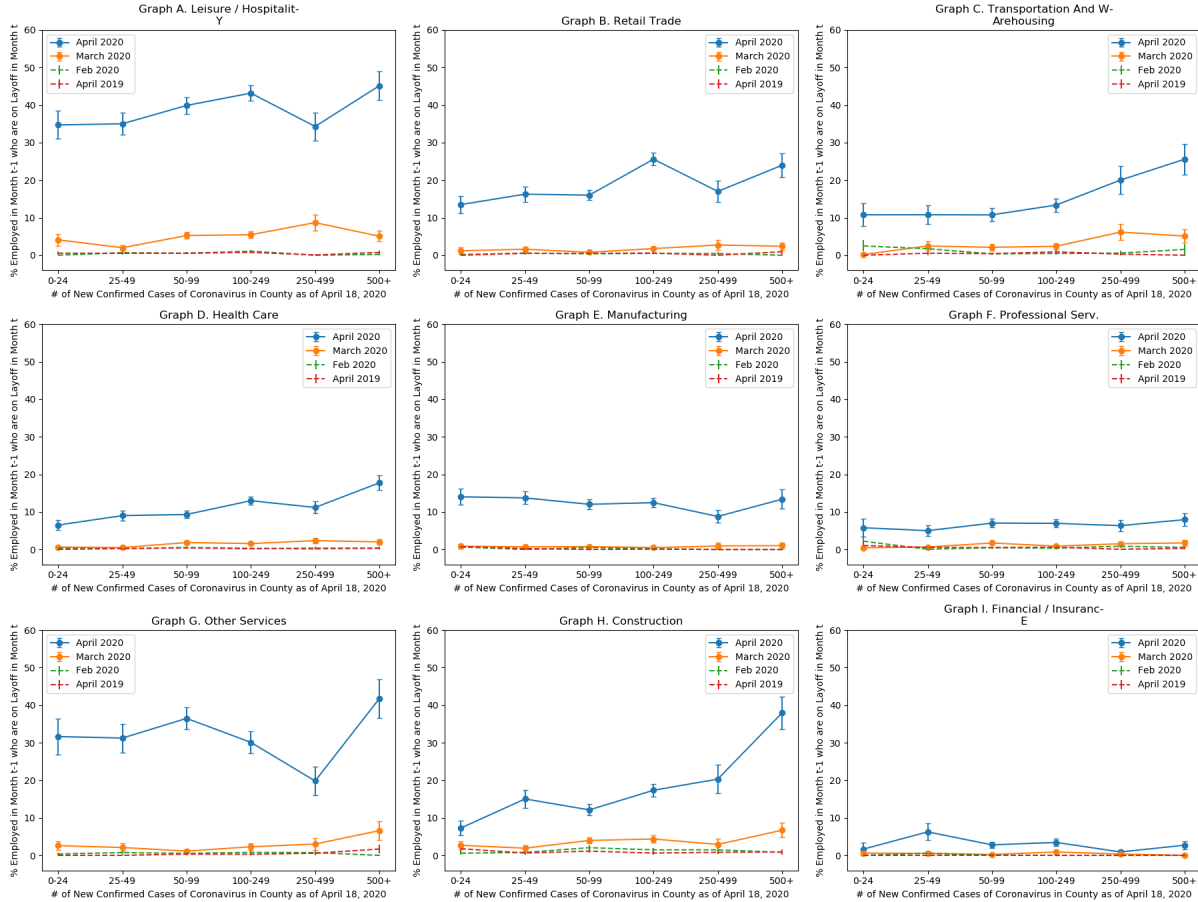 Graph A. Leisure / Hospitalit-
Y
% Employed in Month t-1 who are on Layoff in Month t
60
50
40
30
20
10
0
April 2020
March 2020
Feb 2020
April 2019
0-24 25-49 50-99 100-249 250-499 500+
# of New Confirmed Cases of Coronavirus in County as of April 18, 2020
Graph B. Retail Trade
% Employed in Month t-1 who are on Layoff in Month t
60
50
40
30
20
10
0
April 2020
March 2020
Feb 2020
April 2019
0-24 25-49 50-99 100-249 250-499 500+
# of New Confirmed Cases of Coronavirus in County as of April 18, 2020
Graph C. Transportation And W-
Arehousing
% Employed in Month t-1 who are on Layoff in Month t
60
50
40
30
20
10
0
April 2020
March 2020
Feb 2020
April 2019
0-24 25-49 50-99 100-249 250-499 500+
# of New Confirmed Cases of Coronavirus in County as of April 18, 2020
Graph D. Health Care
% Employed in Month t-1 who are on Layoff in Month t
60
50
40
30
20
10
0
April 2020
March 2020
Feb 2020
April 2019
0-24 25-49 50-99 100-249 250-499 500+
# of New Confirmed Cases of Coronavirus in County as of April 18, 2020
Graph E. Manufacturing
% Employed in Month t-1 who are on Layoff in Month t
60
50
40
30
20
10
0
April 2020
March 2020
Feb 2020
April 2019
0-24 25-49 50-99 100-249 250-499 500+
# of New Confirmed Cases of Coronavirus in County as of April 18, 2020
Graph F. Professional Serv.
% Employed in Month t-1 who are on Layoff in Month t
60
50
40
30
20
10
0
April 2020
March 2020
Feb 2020
April 2019
0-24 25-49 50-99 100-249 250-499 500+
# of New Confirmed Cases of Coronavirus in County as of April 18, 2020
Graph G. Other Services
% Employed in Month t-1 who are on Layoff in Month t
60
50
40
30
20
10
0
April 2020
March 2020
Feb 2020
April 2019
0-24 25-49 50-99 100-249 250-499 500+
# of New Confirmed Cases of Coronavirus in County as of April 18, 2020
Graph H. Construction
% Employed in Month t-1 who are on Layoff in Month t
60
50
40
30
20
10
0
April 2020
March 2020
Feb 2020
April 2019
0-24 25-49 50-99 100-249 250-499 500+
# of New Confirmed Cases of Coronavirus in County as of April 18, 2020
Graph I. Financial / Insuranc-
E
% Employed in Month t-1 who are on Layoff in Month t
60
50
40
30
20
10
0
April 2020
March 2020
Feb 2020
April 2019
0-24 25-49 50-99 100-249 250-499 500+
# of New Confirmed Cases of Coronavirus in County as of April 18, 2020